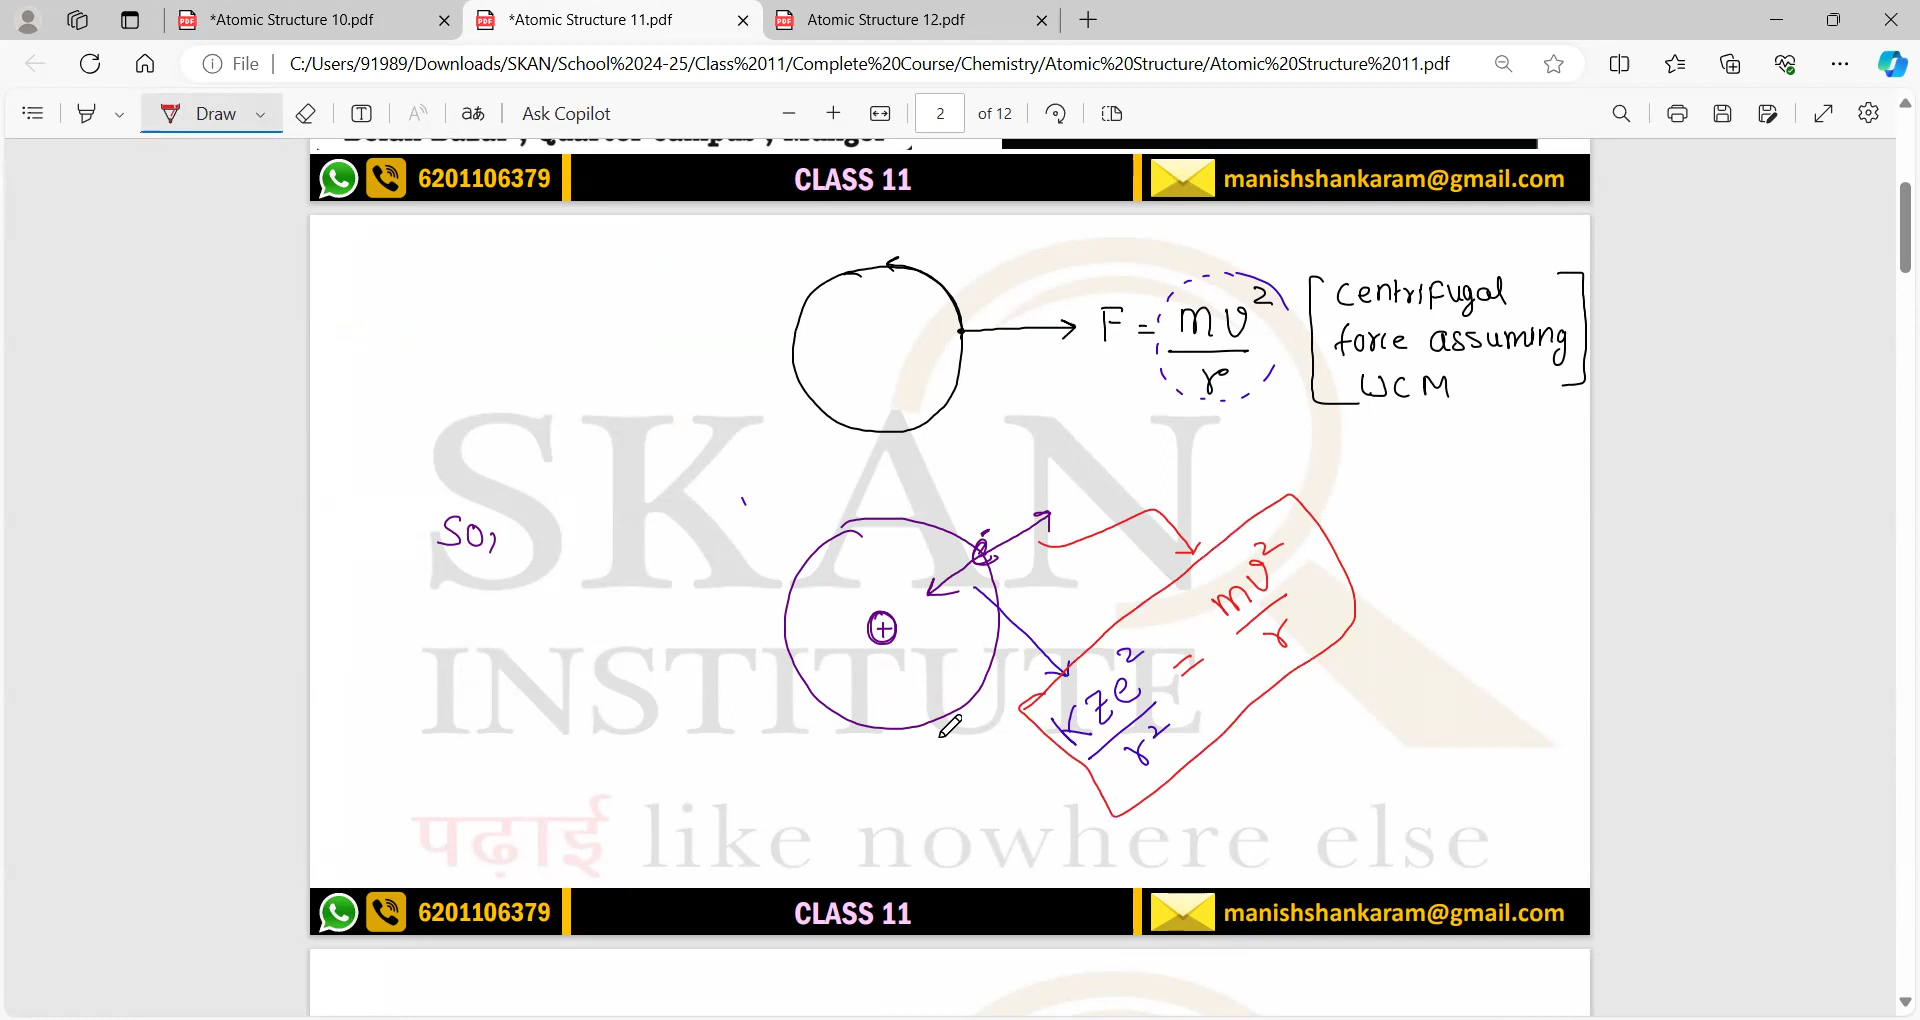 *Atomic Structure 10.pdf
*Atomic Structure 11.pdf
Atomic Structure 12.pdf
File
C:/Users/91989/Downloads/SKAN/School%2024-25/Class%2011/Complete%20Course/Chemistry/Atomic%20Structure/Atomic%20Structure%2011.pdf
Draw
aあ
Ask Copilot
2 of 12
6201106379
CLASS 11
manishshankaram@gmail.com
F = mv²/r
[centrifugal
force assuming
UCM]
SO,
e⁻
+
KZe²/r² = mv²/r
SKAN
INSTITUTE
पढ़ाई like nowhere else
6201106379
CLASS 11
manishshankaram@gmail.com